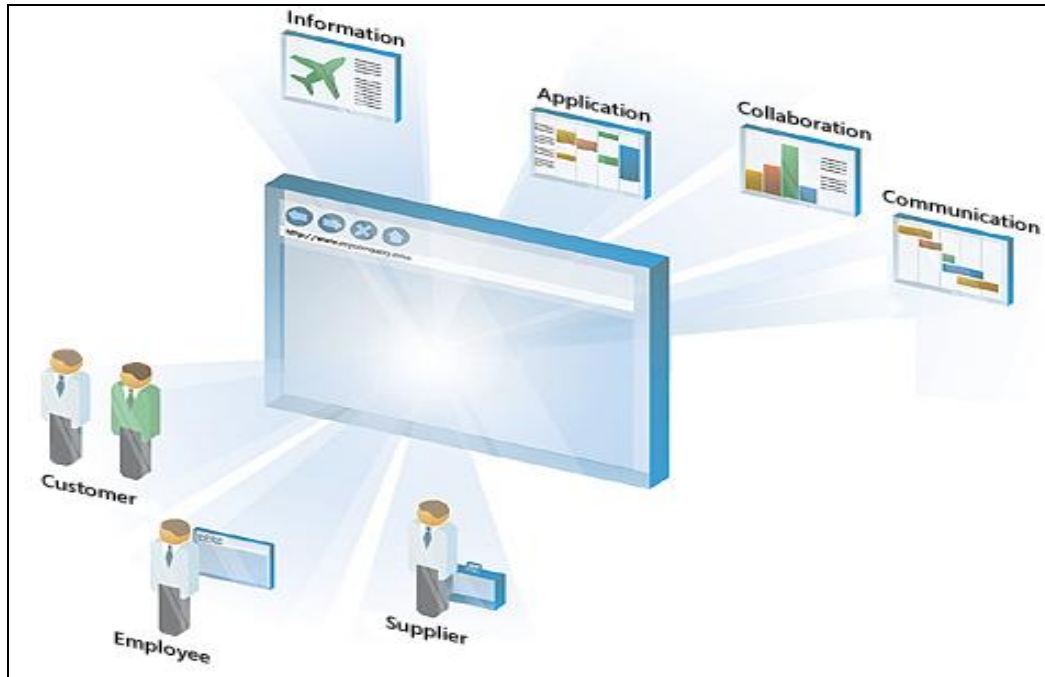 Information
Application
Collaboration
Communication
Customer
Employee
Supplier